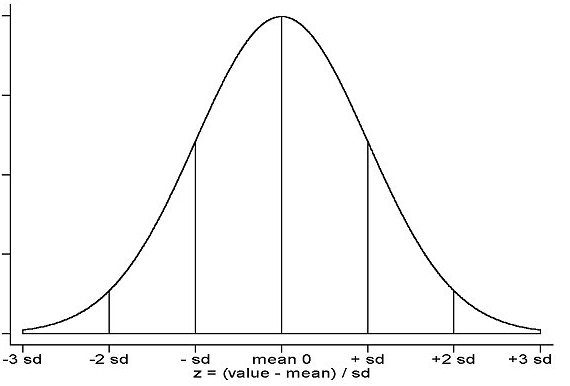 -3 sd -2 sd - sd mean 0 + sd +2 sd +3 sd
z = (value - mean) / sd